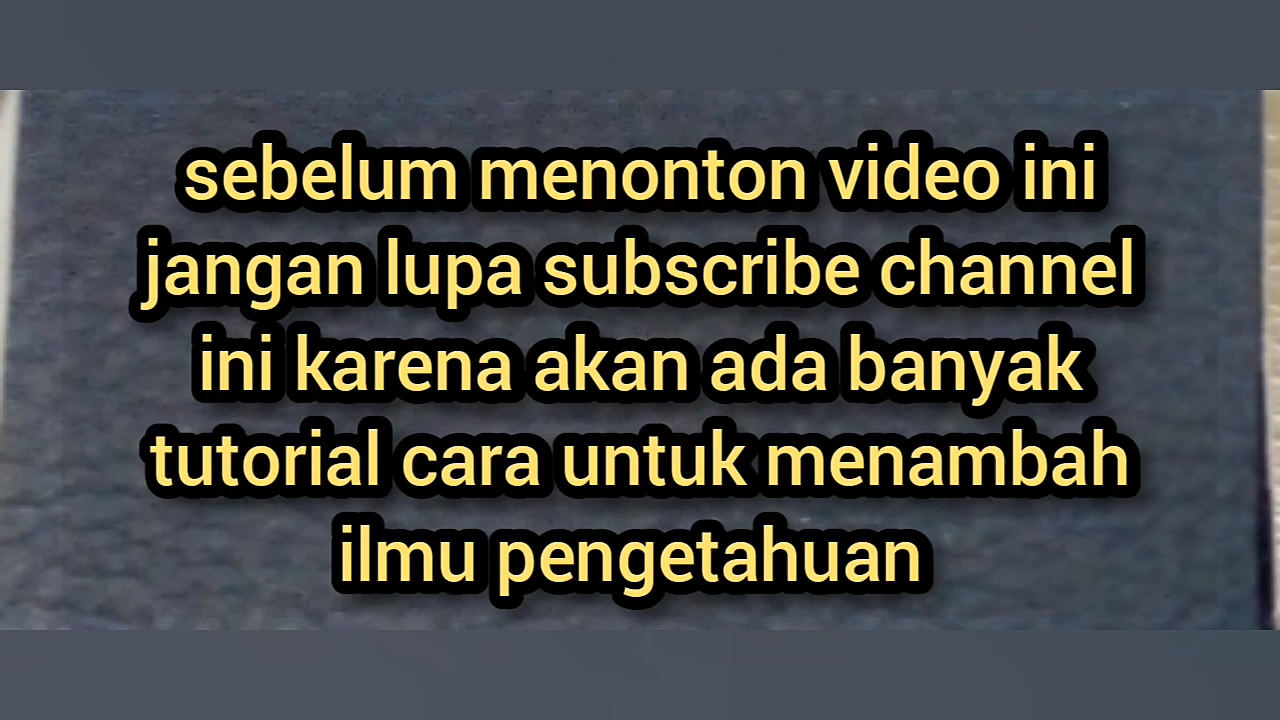 sebelum menonton video ini
jangan lupa subscribe channel
ini karena akan ada banyak
tutorial cara untuk menambah
ilmu pengetahuan